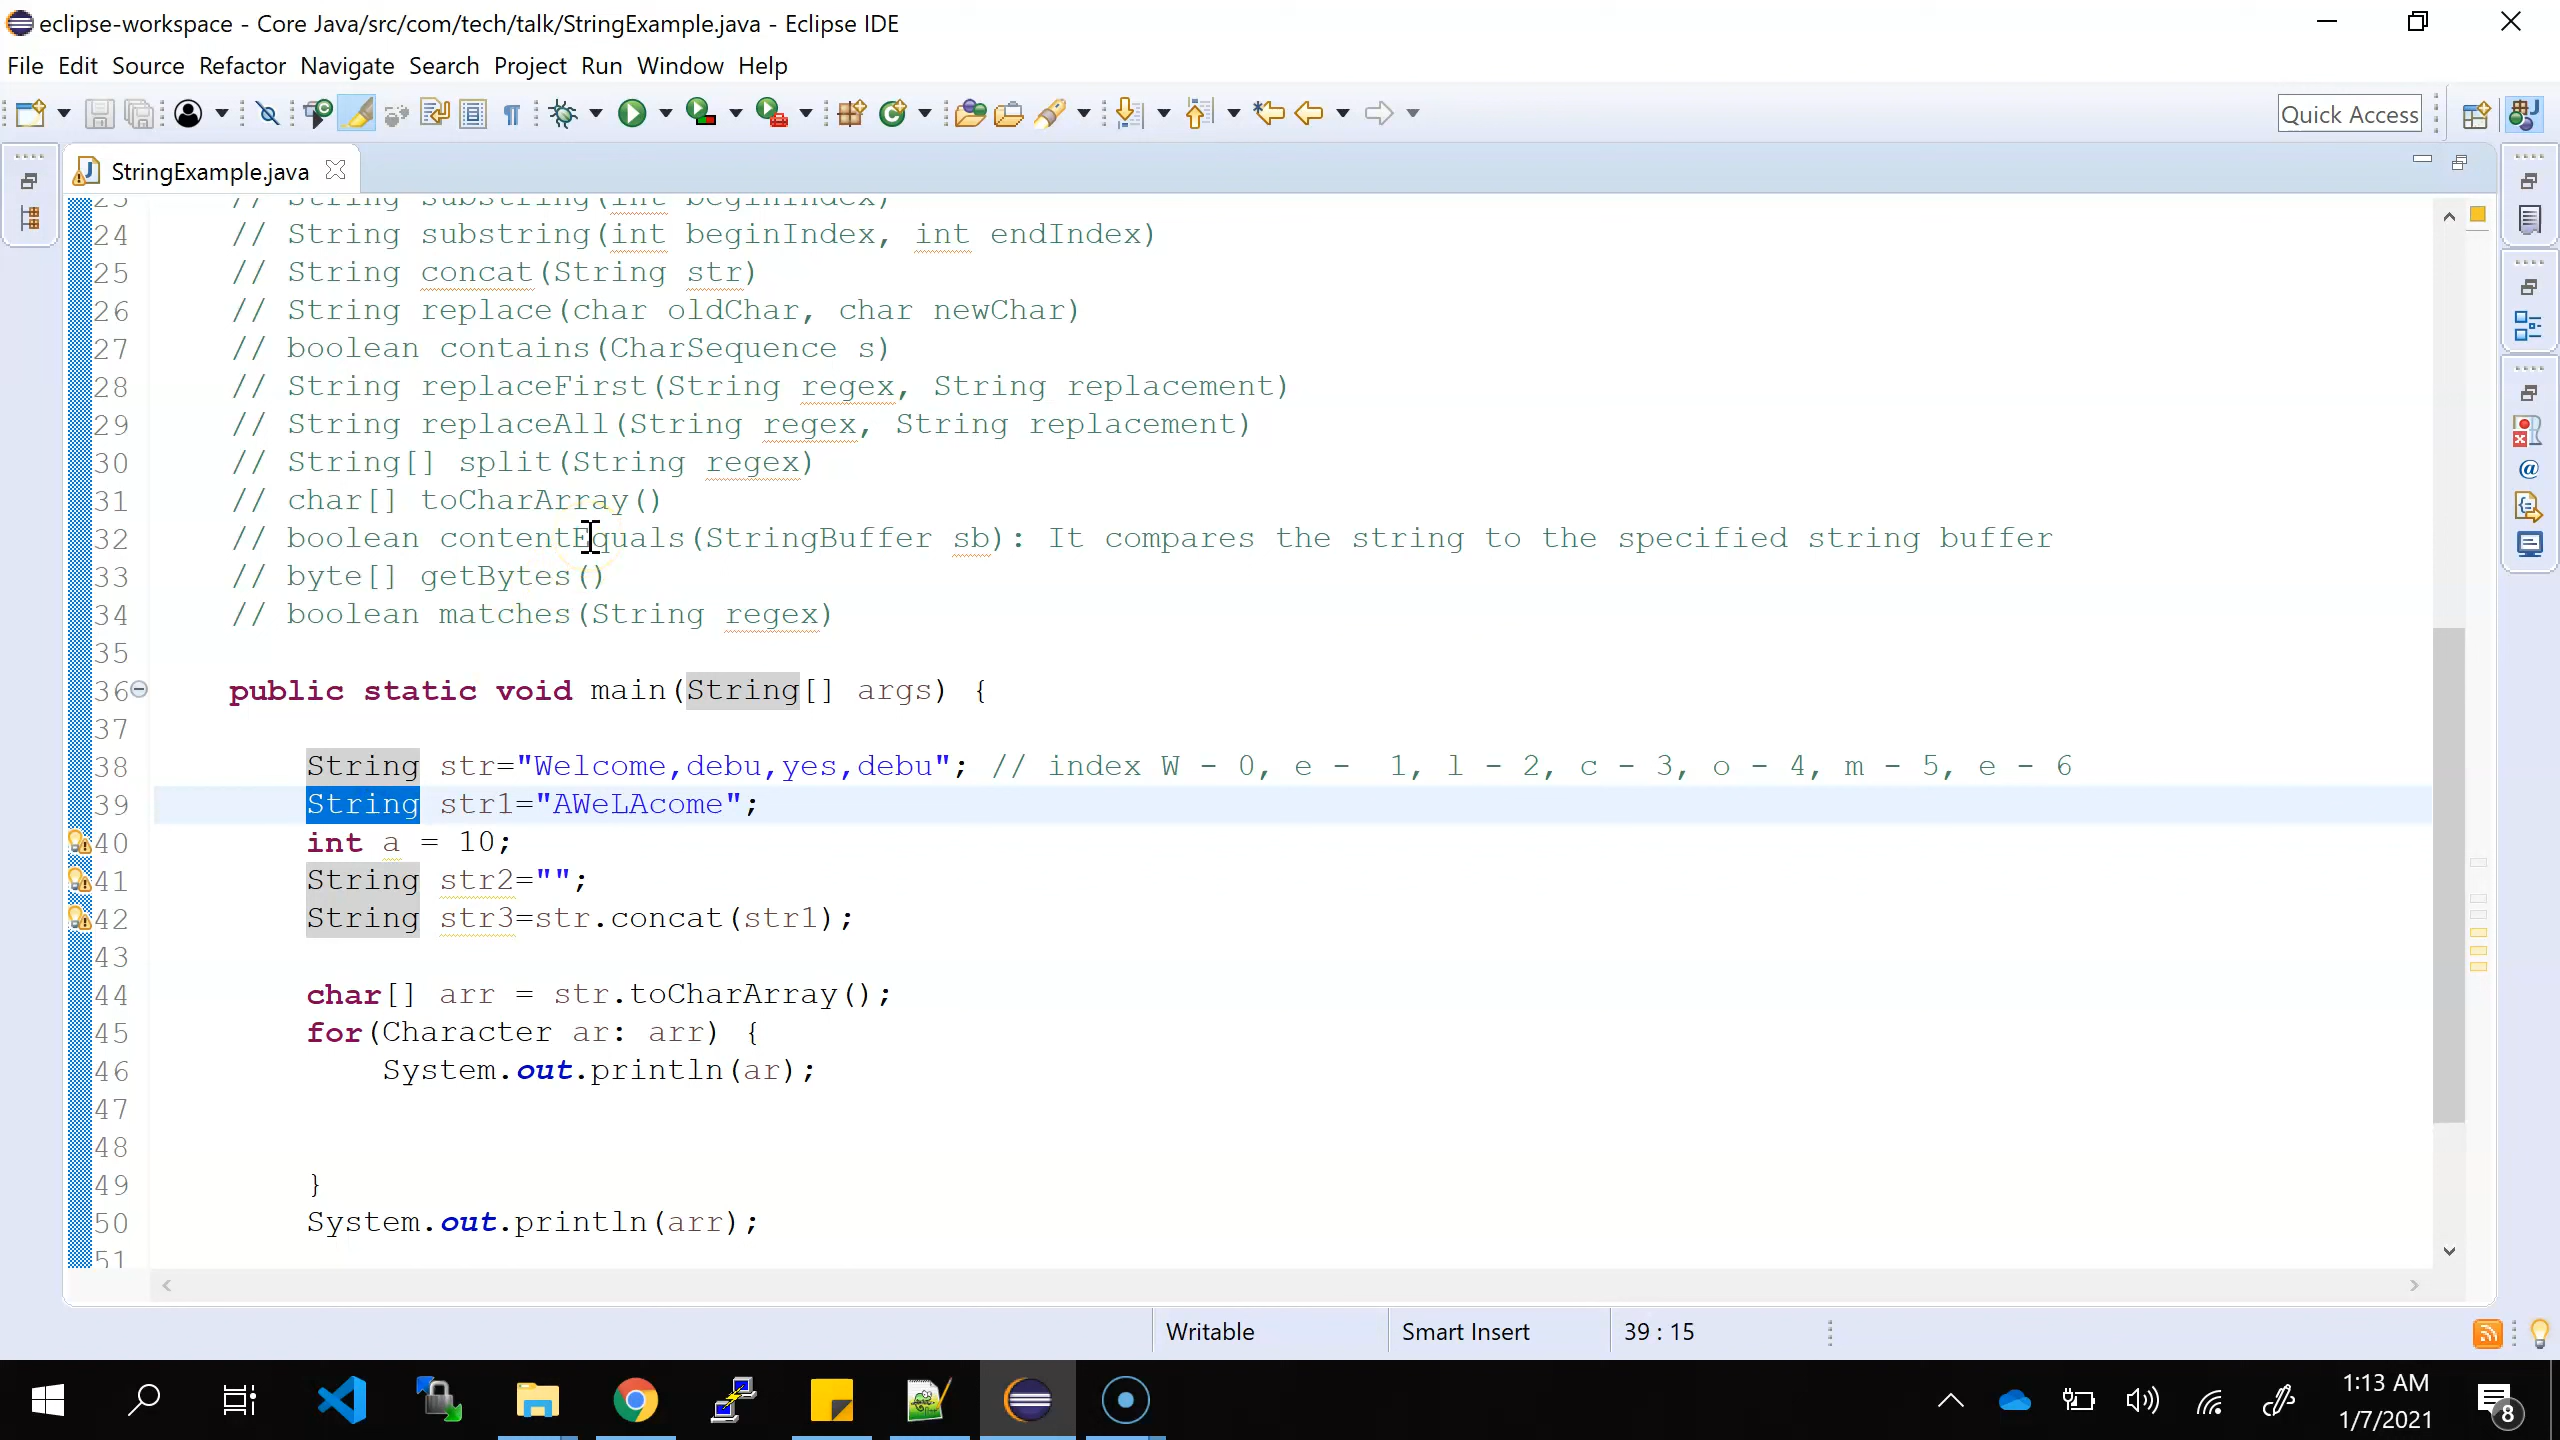 eclipse-workspace - Core Java/src/com/tech/talk/StringExample.java - Eclipse IDE
File Edit Source Refactor Navigate Search Project Run Window Help
Quick Access
StringExample.java
23 // String substring(int beginIndex)
24 // String substring(int beginIndex, int endIndex)
25 // String concat(String str)
26 // String replace(char oldChar, char newChar)
27 // boolean contains(CharSequence s)
28 // String replaceFirst(String regex, String replacement)
29 // String replaceAll(String regex, String replacement)
30 // String[] split(String regex)
31 // char[] toCharArray()
32 // boolean contentEquals(StringBuffer sb): It compares the string to the specified string buffer
33 // byte[] getBytes()
34 // boolean matches(String regex)
35
36 public static void main(String[] args) {
37
38 String str="Welcome,debu,yes,debu"; // index W - 0, e -  1, l - 2, c - 3, o - 4, m - 5, e - 6
39 String str1="AWeLAcome";
40 int a = 10;
41 String str2="";
42 String str3=str.concat(str1);
43
44 char[] arr = str.toCharArray();
45 for(Character ar: arr) {
46 System.out.println(ar);
47
48
49 }
50 System.out.println(arr);
51
Writable Smart Insert 39 : 15
1:13 AM
1/7/2021
8